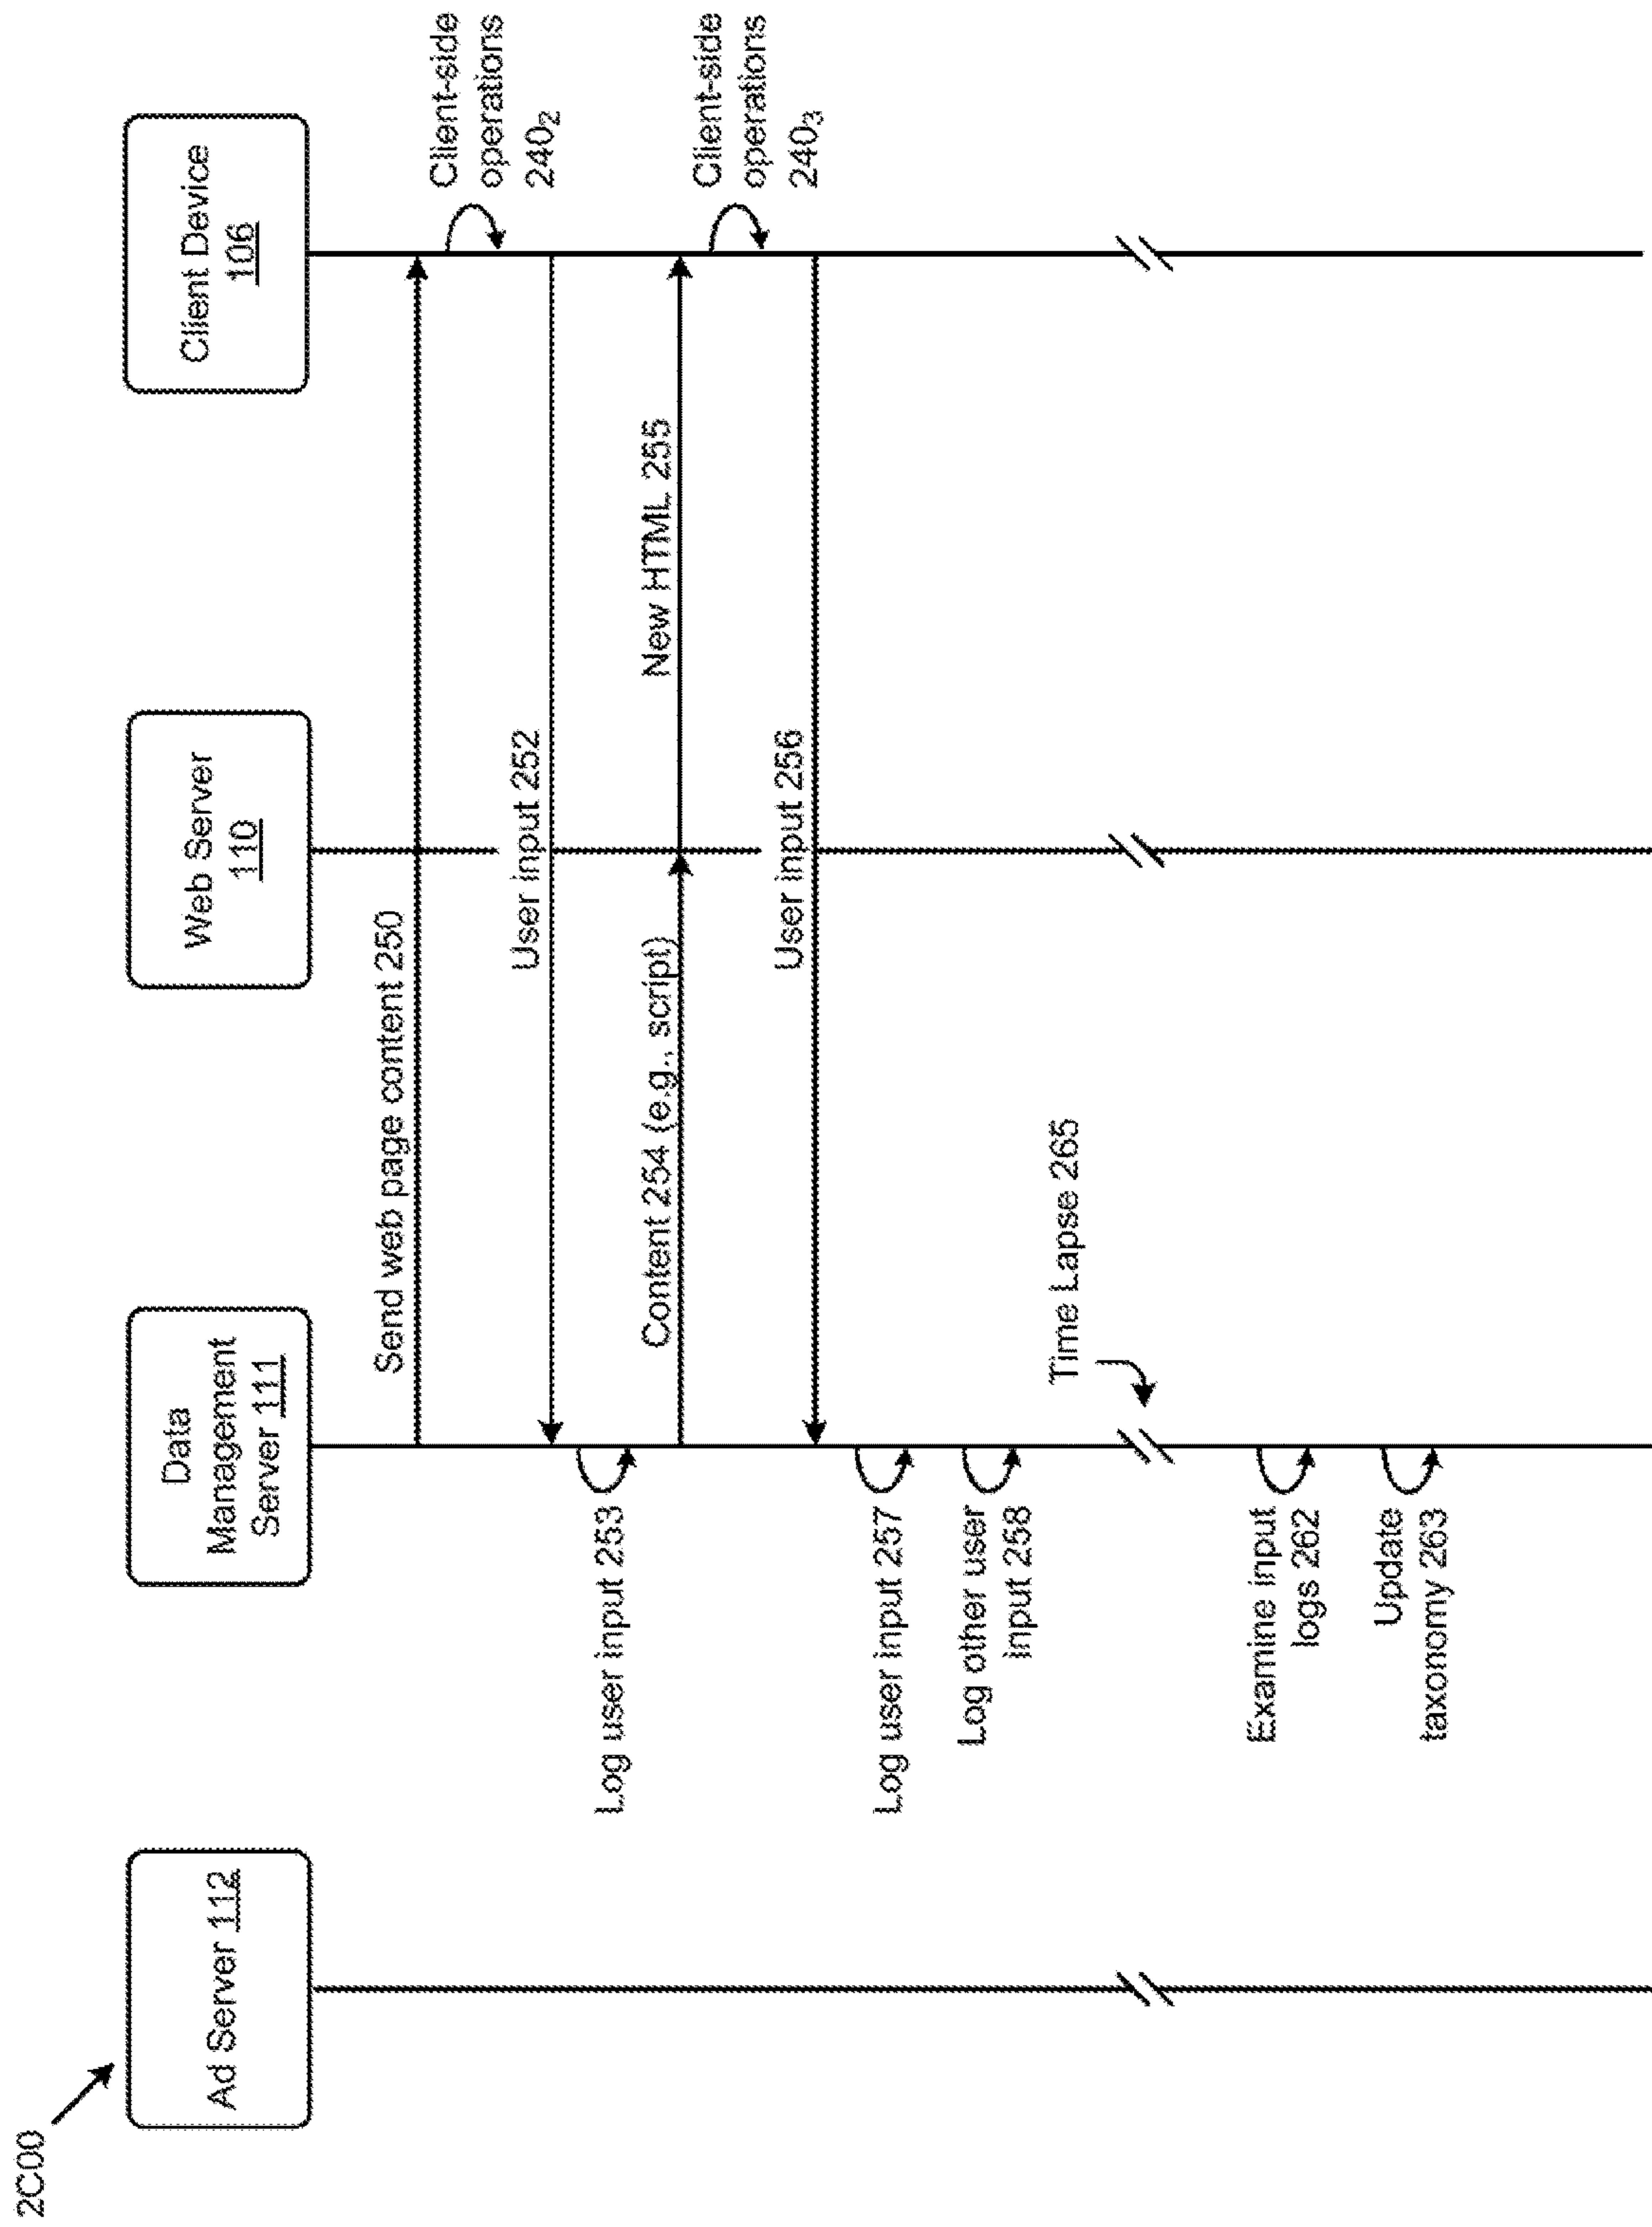 2C00
Ad Server 112
Data
Management
Server 111
Web Server
110
Client Device
106
Send web page content 250
Client-side
operations
240₂
User input 252
Log user input 253
Content 254 (e.g., script)
New HTML 255
Client-side
operations
240₃
User input 256
Log user input 257
Log other user
input 258
Time Lapse 265
Examine input
logs 262
Update
taxonomy 263